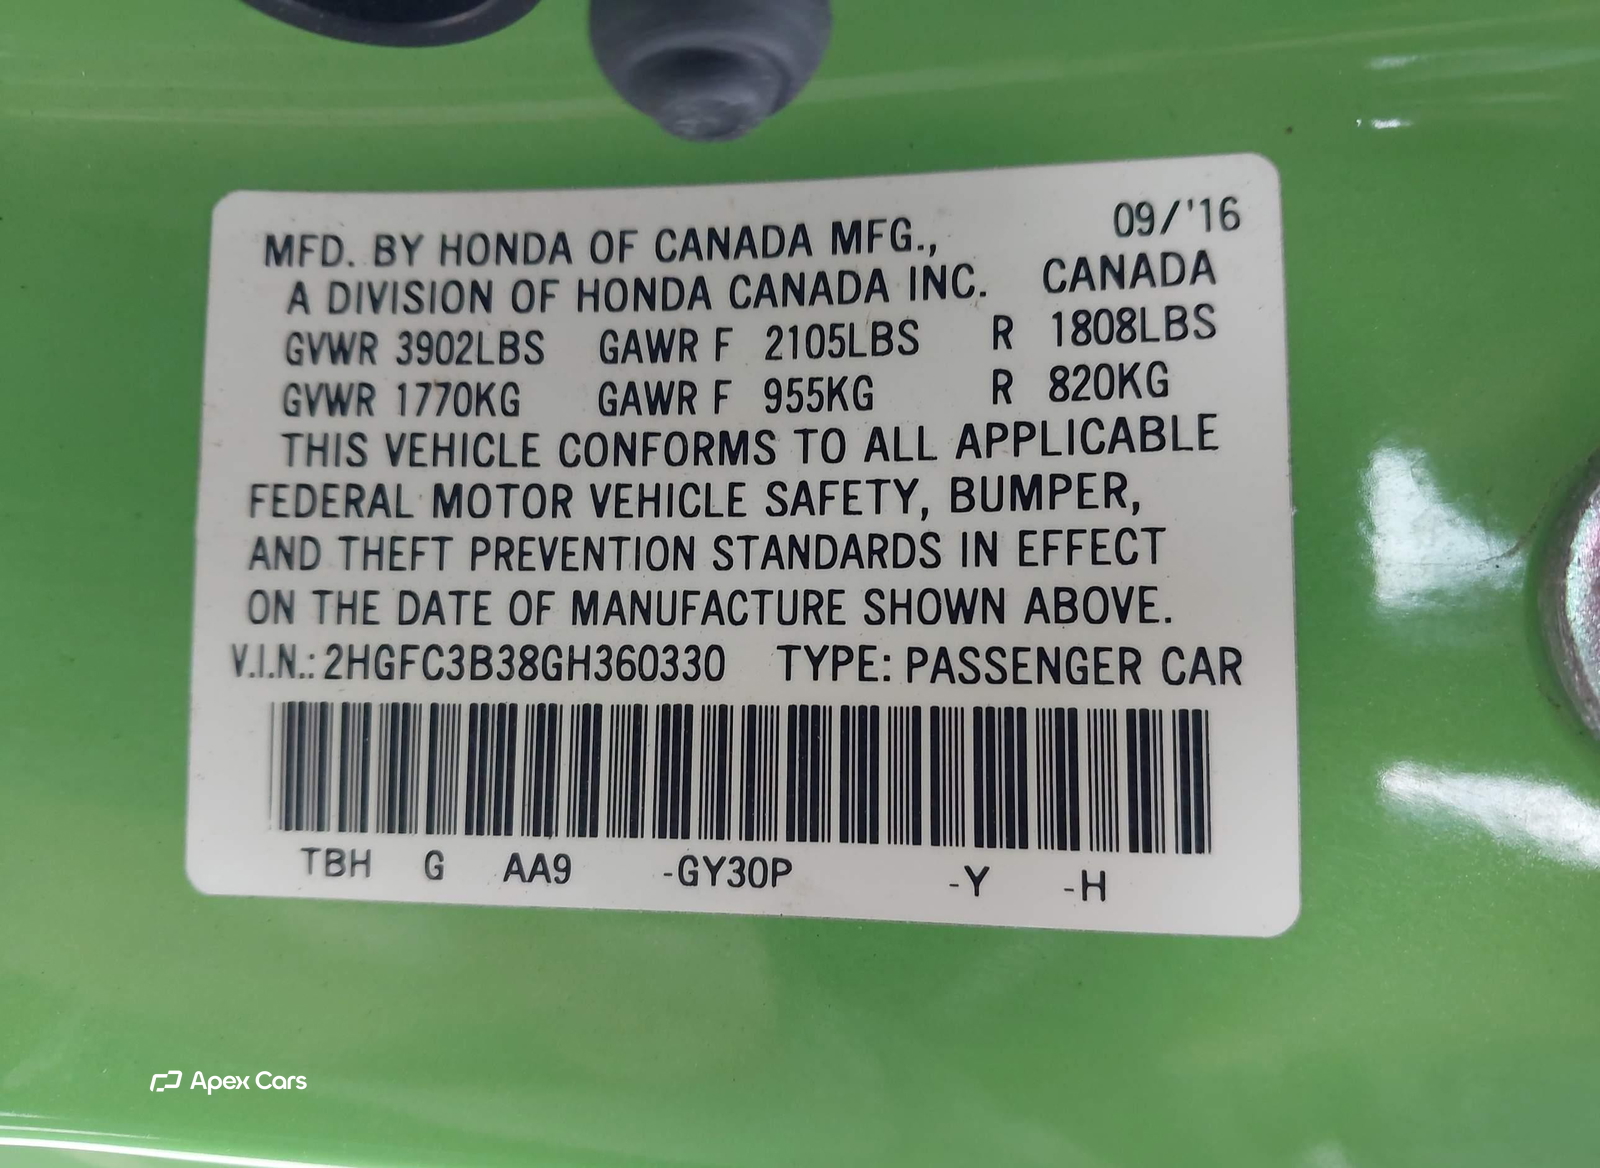 09/'16
MFD. BY HONDA OF CANADA MFG.,
A DIVISION OF HONDA CANADA INC. CANADA
GVWR 3902LBS GAWR F 2105LBS R 1808LBS
GVWR 1770KG GAWR F 955KG R 820KG
THIS VEHICLE CONFORMS TO ALL APPLICABLE
FEDERAL MOTOR VEHICLE SAFETY, BUMPER,
AND THEFT PREVENTION STANDARDS IN EFFECT
ON THE DATE OF MANUFACTURE SHOWN ABOVE.
V.I.N.: 2HGFC3B38GH360330 TYPE: PASSENGER CAR
TBH G AA9 -GY30P -Y -H
Apex Cars